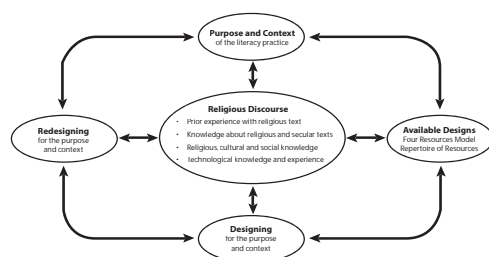 Purpose and Context
of the literacy practice
Religious Discourse
· Prior experience with religious text
· Knowledge about religious and secular texts
· Religious, cultural and social knowledge
· Technological knowledge and experience
Redesigning
for the purpose
and context
Available Designs
Four Resources Model
Repertoire of Resources
Designing
for the purpose
and context